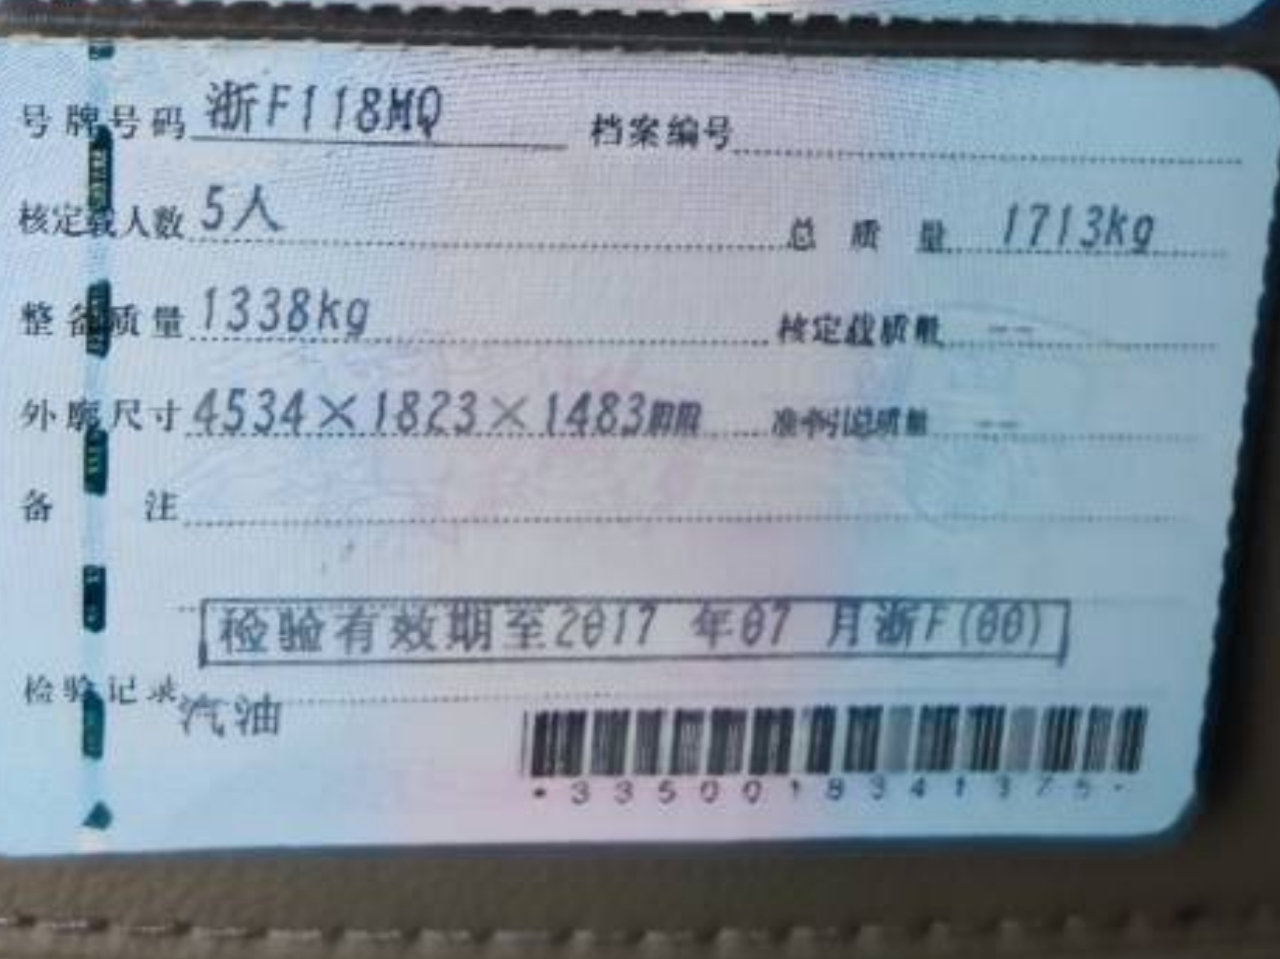 号牌号码 浙F118MQ 档案编号
核定载人数 5人 总质量 1713kg
整备质量 1338kg 核定载质量 --
外廓尺寸 4534×1823×1483mm 准牵引总质量 --
备注
检验有效期至2017年07月浙F(00)
检验记录
汽油
*3350018341375*